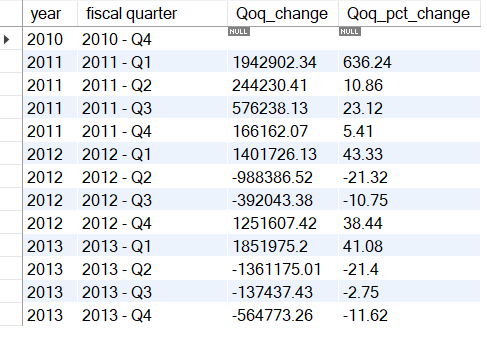 year fiscal quarter Qoq_change Qoq_pct_change
2010 2010 - Q4 NULL NULL
2011 2011 - Q1 1942902.34 636.24
2011 2011 - Q2 244230.41 10.86
2011 2011 - Q3 576238.13 23.12
2011 2011 - Q4 166162.07 5.41
2012 2012 - Q1 1401726.13 43.33
2012 2012 - Q2 -988386.52 -21.32
2012 2012 - Q3 -392043.38 -10.75
2012 2012 - Q4 1251607.42 38.44
2013 2013 - Q1 1851975.2 41.08
2013 2013 - Q2 -1361175.01 -21.4
2013 2013 - Q3 -137437.43 -2.75
2013 2013 - Q4 -564773.26 -11.62